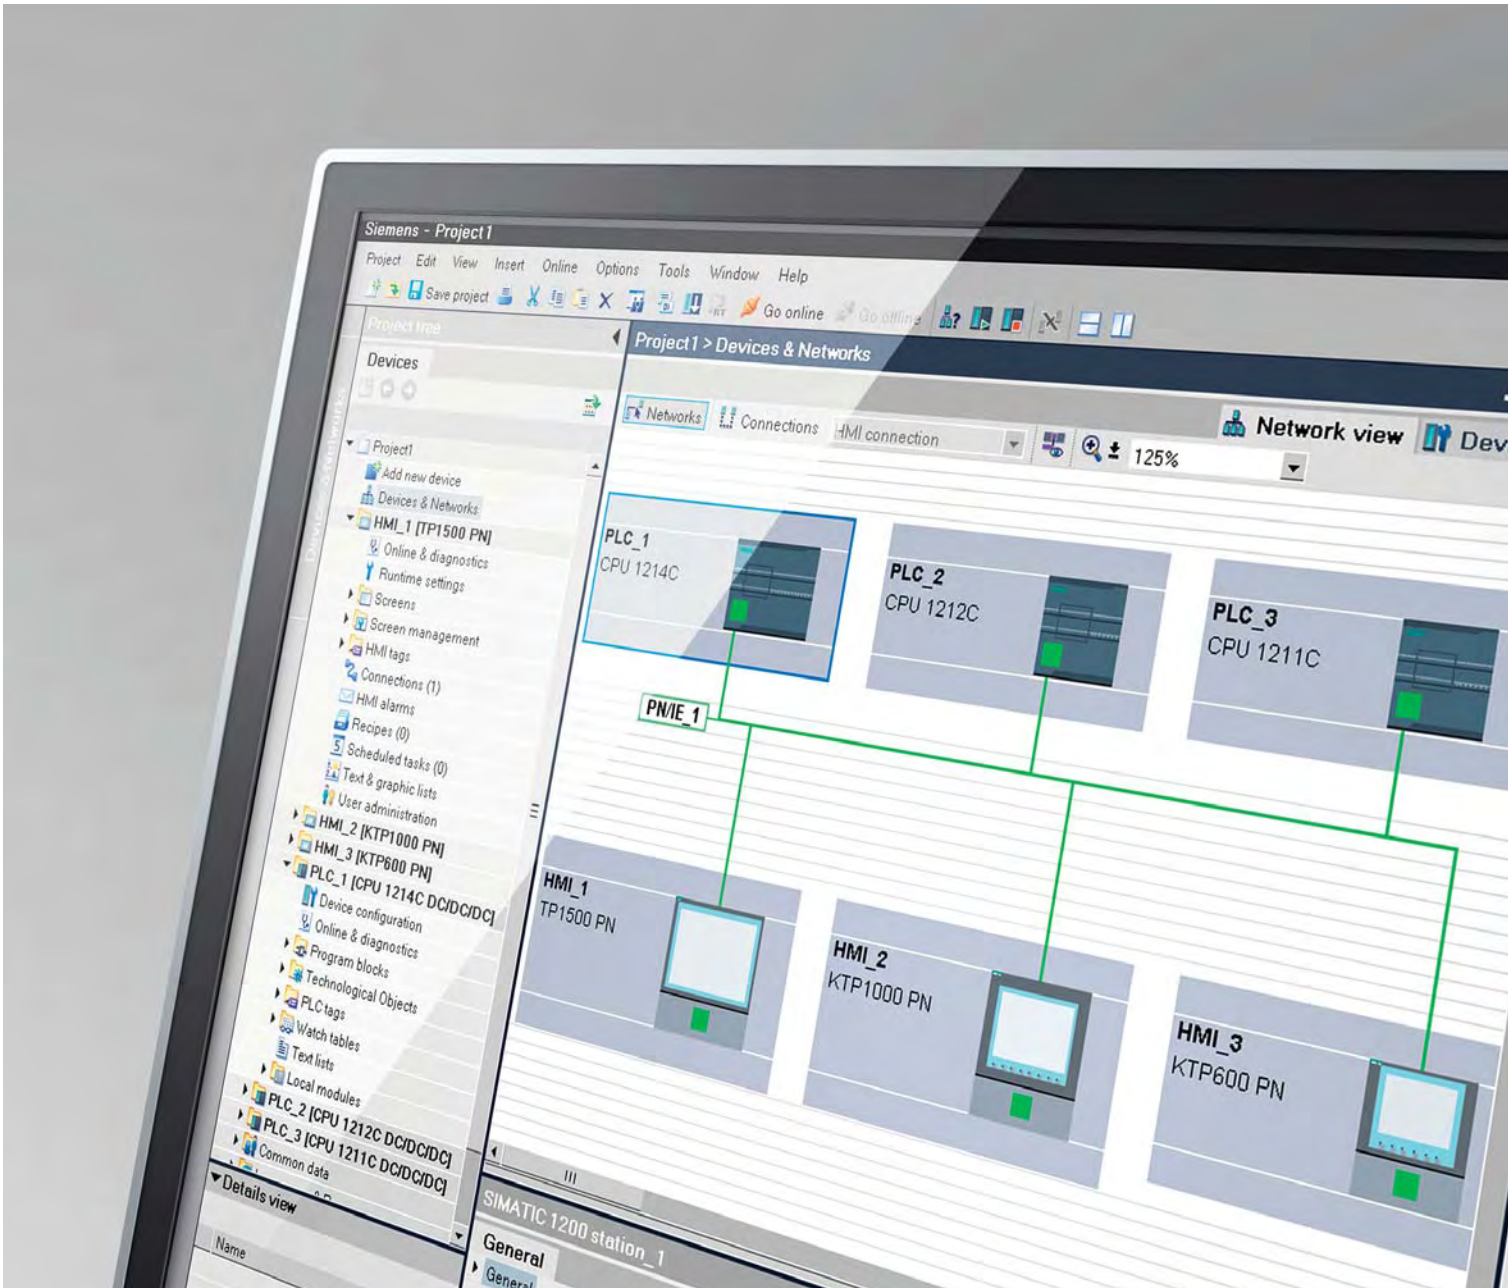 Siemens - Project1
Project Edit View Insert Online Options Tools Window Help
Save project Go online Go offline
Project tree
Devices
Project1
Add new device
Devices & Networks
HMI_1 [TP1500 PN]
Online & diagnostics
Runtime settings
Screens
Screen management
HMI tags
Connections (1)
HMI alarms
Recipes (0)
Scheduled tasks (0)
Text & graphic lists
User administration
HMI_2 [KTP1000 PN]
HMI_3 [KTP600 PN]
PLC_1 [CPU 1214C DC/DC/DC]
Device configuration
Online & diagnostics
Program blocks
Technological Objects
PLC tags
Watch tables
Text lists
Local modules
PLC_2 [CPU 1212C DC/DC/DC]
PLC_3 [CPU 1211C DC/DC/DC]
Common data
Details view
Name
Project1 > Devices & Networks
Networks Connections HMI connection 125%
Network view
PLC_1
CPU 1214C
PLC_2
CPU 1212C
PLC_3
CPU 1211C
PN/IE_1
HMI_1
TP1500 PN
HMI_2
KTP1000 PN
HMI_3
KTP600 PN
SIMATIC 1200 station_1
General
General